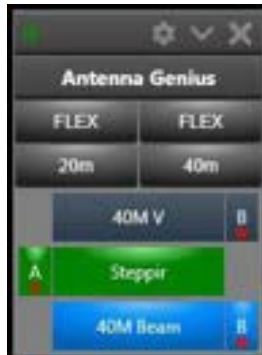 Antenna Genius
FLEX FLEX
20m 40m
40M V B
A Steppir
40M Beam B